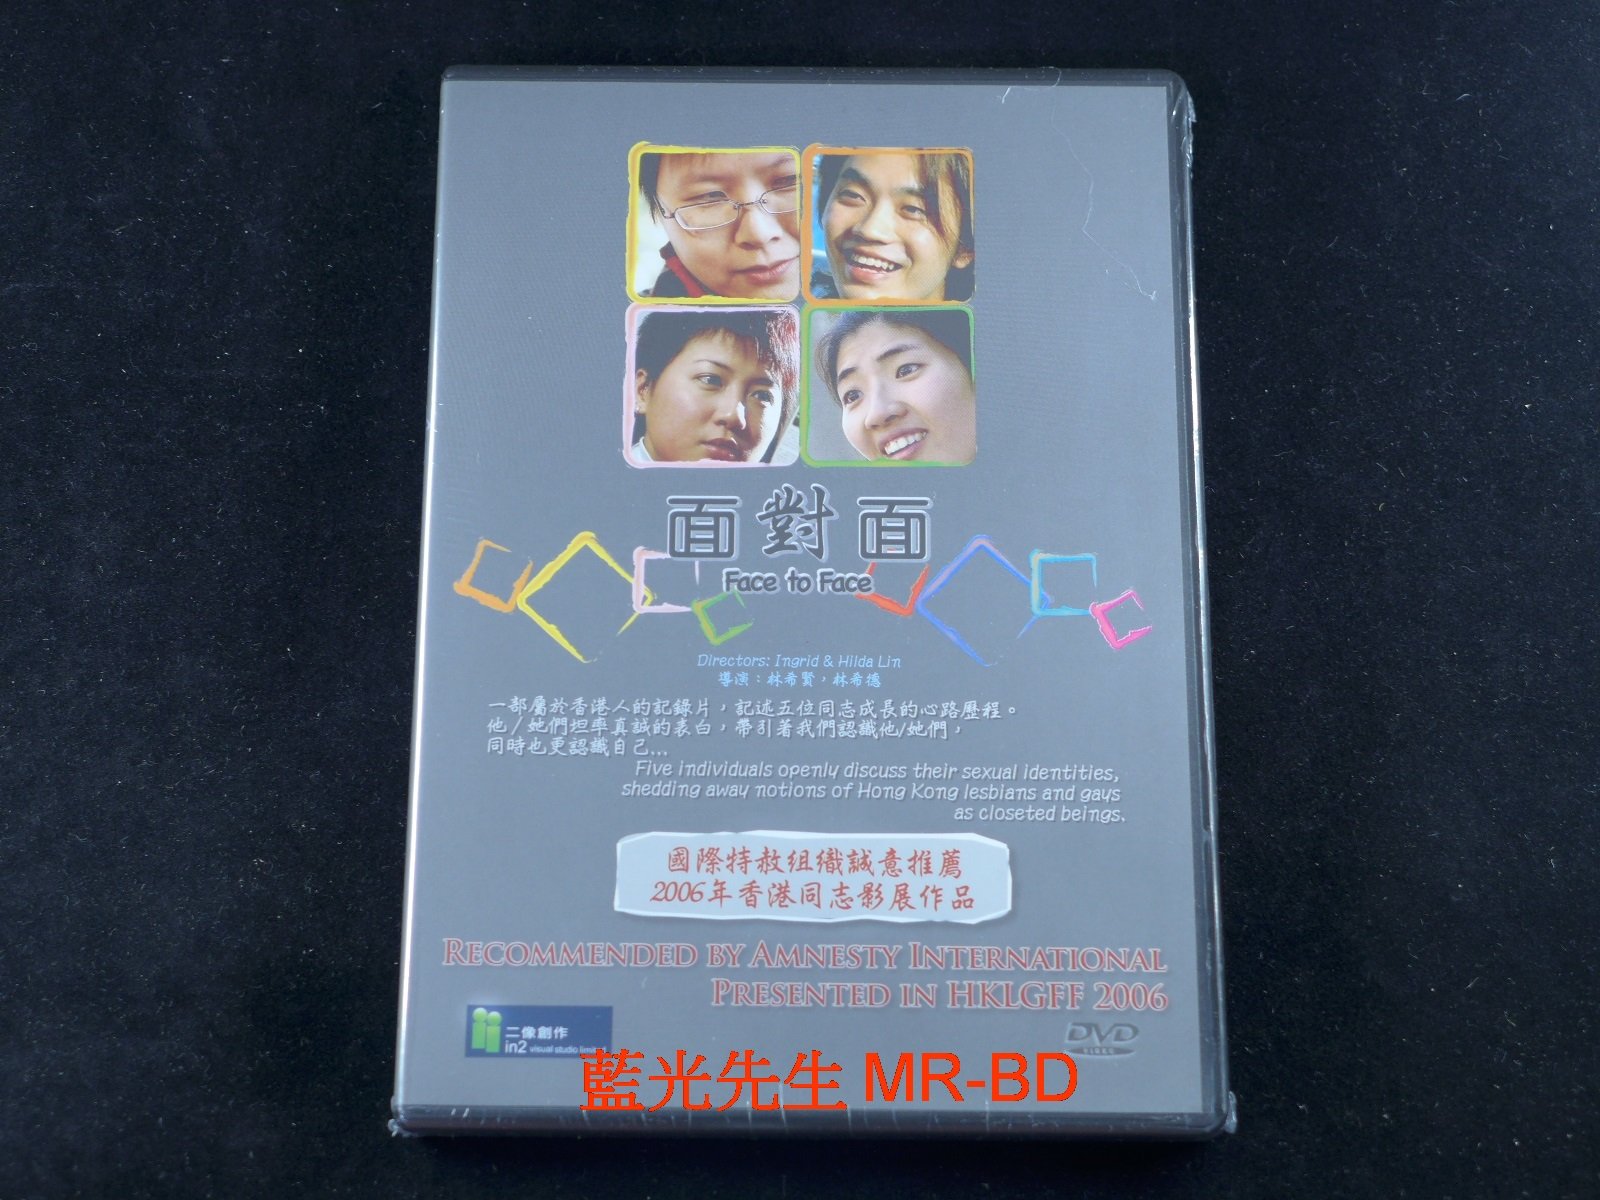 面對面
Face to Face
Directors: Ingrid & Hilda Lin
導演：林希賢，林希德
一部屬於香港人的記錄片，記述五位同志成長的心路歷程。
他／她們坦率真誠的表白，帶引著我們認識他/她們，
同時也更認識自己...
Five individuals openly discuss their sexual identities,
shedding away notions of Hong Kong lesbians and gays
as closeted beings.
國際特赦組織誠意推薦
2006年香港同志影展作品
RECOMMENDED BY AMNESTY INTERNATIONAL
PRESENTED IN HKLGFF 2006
二像創作
in2 visual studio limited
DVD
VIDEO
藍光先生 MR-BD